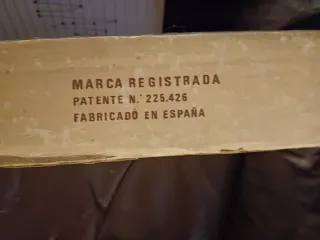 MARCA REGISTRADA
PATENTE N.° 225.426
FABRICADO EN ESPAÑA